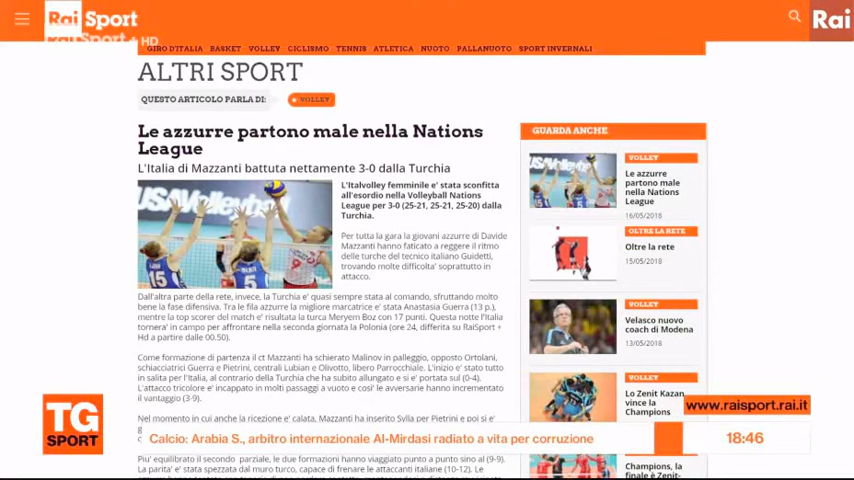 Rai Sport
Rai
Rai Sport + HD
GIRO D'ITALIA BASKET VOLLEY CICLISMO TENNIS ATLETICA NUOTO PALLANUOTO SPORT INVERNALI
ALTRI SPORT
QUESTO ARTICOLO PARLA DI:
VOLLEY
Le azzurre partono male nella Nations
League
L'Italia di Mazzanti battuta nettamente 3-0 dalla Turchia
L'Italvolley femminile e' stata sconfitta
all'esordio nella Volleyball Nations
League per 3-0 (25-21, 25-21, 25-20) dalla
Turchia.
Per tutta la gara la giovani azzurre di Davide
Mazzanti hanno faticato a reggere il ritmo
delle turche del tecnico italiano Guidetti,
trovando molte difficolta' soprattutto in
attacco.
Dall'altra parte della rete, invece, la Turchia e' quasi sempre stata al comando, sfruttando molto
bene la fase difensiva. Tra le fila azzurre la migliore marcatrice e' stata Anastasia Guerra (13 p.),
mentre la top scorer del match e' risultata la turca Meryem Boz con 17 punti. Questa notte l'Italia
tornera' in campo per affrontare nella seconda giornata la Polonia (ore 24, differita su RaiSport +
Hd a partire dalle 00.50).
Come formazione di partenza il ct Mazzanti ha schierato Malinov in palleggio, opposto Ortolani,
schiacciatrici Guerra e Pietrini, centrali Lubian e Olivotto, libero Parrocchiale. L'inizio e' stato tutto
in salita per l'Italia, al contrario della Turchia che ha subito allungato e si e' portata sul (0-4).
L'attacco tricolore e' incappato in molti passaggi a vuoto e cosi' le avversarie hanno incrementato
il vantaggio (3-9).
Nel momento in cui anche la ricezione e' calata, Mazzanti ha inserito Sylla per Pietrini e poi si e'
Piu' equilibrato il secondo parziale, le due formazioni hanno viaggiato punto a punto sino al (9-9).
La parita' e' stata spezzata dal muro turco, capace di frenare le attaccanti italiane (10-12). Le
GUARDA ANCHE
VOLLEY
Le azzurre
partono male
nella Nations
League
16/05/2018
OLTRE LA RETE
Oltre la rete
15/05/2018
VOLLEY
Velasco nuovo
coach di Modena
13/05/2018
VOLLEY
Lo Zenit Kazan
vince la
Champions
Champions, la
finale è Zenit-
www.raisport.rai.it
TG
SPORT
Calcio: Arabia S., arbitro internazionale Al-Mirdasi radiato a vita per corruzione
18:46